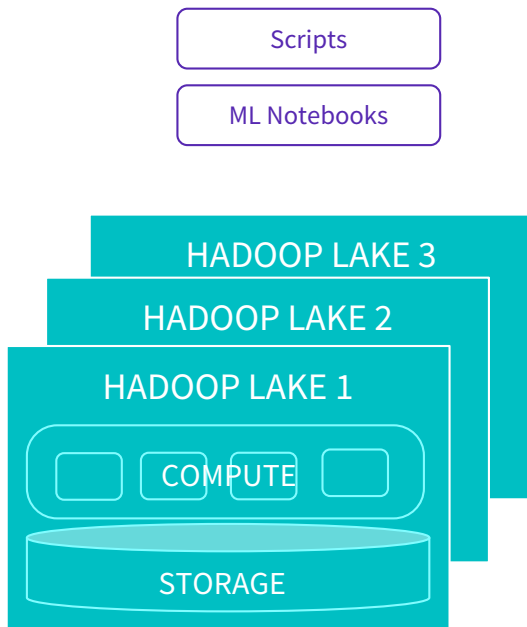 Scripts
ML Notebooks
HADOOP LAKE 3
HADOOP LAKE 2
HADOOP LAKE 1
COMPUTE
STORAGE